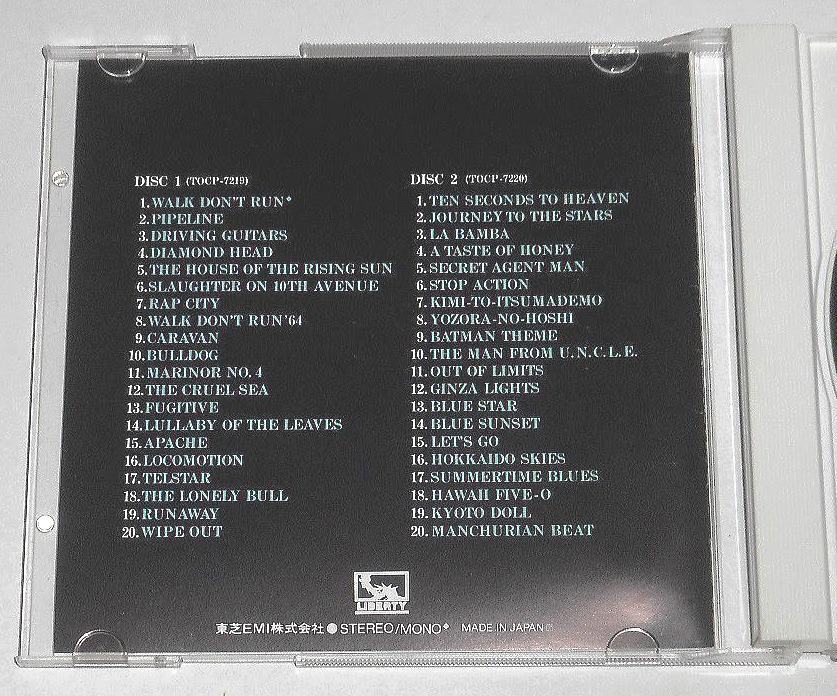 DISC 1 (TOCP-7219)
1. WALK DON'T RUN◆
2. PIPELINE
3. DRIVING GUITARS
4. DIAMOND HEAD
5. THE HOUSE OF THE RISING SUN
6. SLAUGHTER ON 10TH AVENUE
7. RAP CITY
8. WALK DON'T RUN '64
9. CARAVAN
10. BULLDOG
11. MARINOR NO. 4
12. THE CRUEL SEA
13. FUGITIVE
14. LULLABY OF THE LEAVES
15. APACHE
16. LOCOMOTION
17. TELSTAR
18. THE LONELY BULL
19. RUNAWAY
20. WIPE OUT
DISC 2 (TOCP-7220)
1. TEN SECONDS TO HEAVEN
2. JOURNEY TO THE STARS
3. LA BAMBA
4. A TASTE OF HONEY
5. SECRET AGENT MAN
6. STOP ACTION
7. KIMI-TO-ITSUMADEMO
8. YOZORA-NO-HOSHI
9. BATMAN THEME
10. THE MAN FROM U.N.C.L.E.
11. OUT OF LIMITS
12. GINZA LIGHTS
13. BLUE STAR
14. BLUE SUNSET
15. LET'S GO
16. HOKKAIDO SKIES
17. SUMMERTIME BLUES
18. HAWAII FIVE-O
19. KYOTO DOLL
20. MANCHURIAN BEAT
LIBERTY
東芝EMI株式会社●STEREO/MONO◆ MADE IN JAPAN